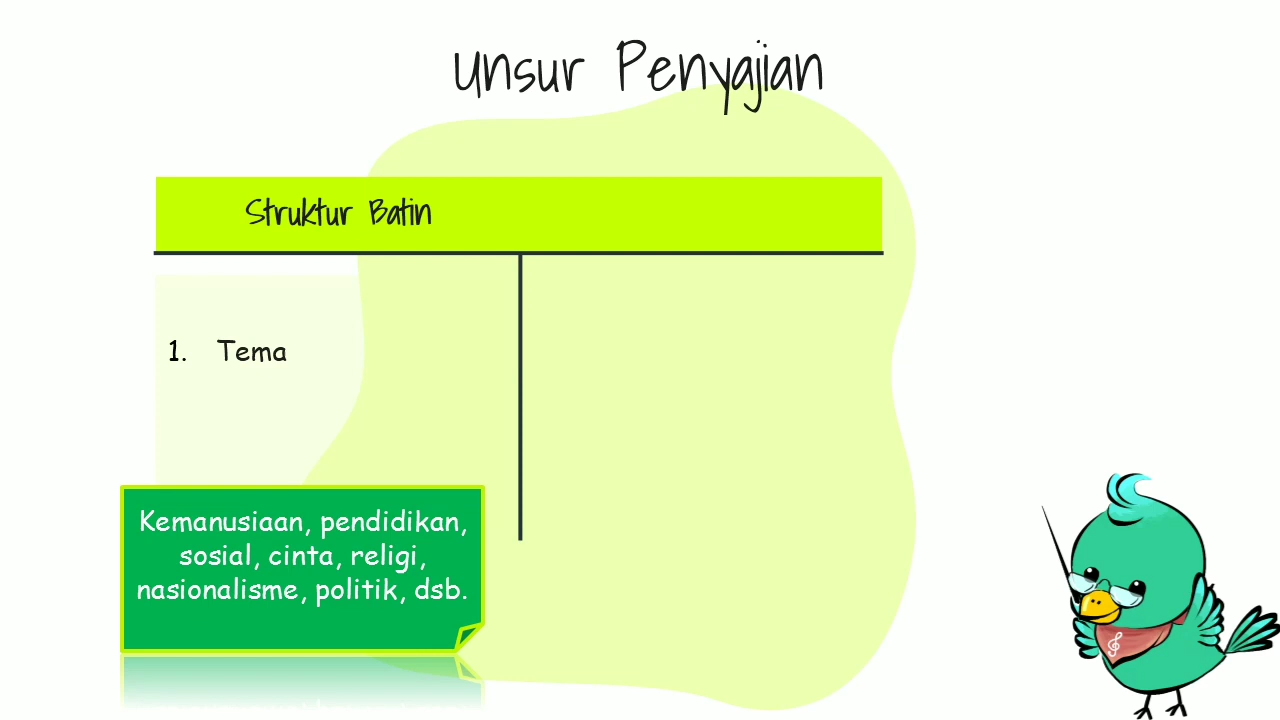 Unsur Penyajian
Struktur Batin
1. Tema
Kemanusiaan, pendidikan,
sosial, cinta, religi,
nasionalisme, politik, dsb.